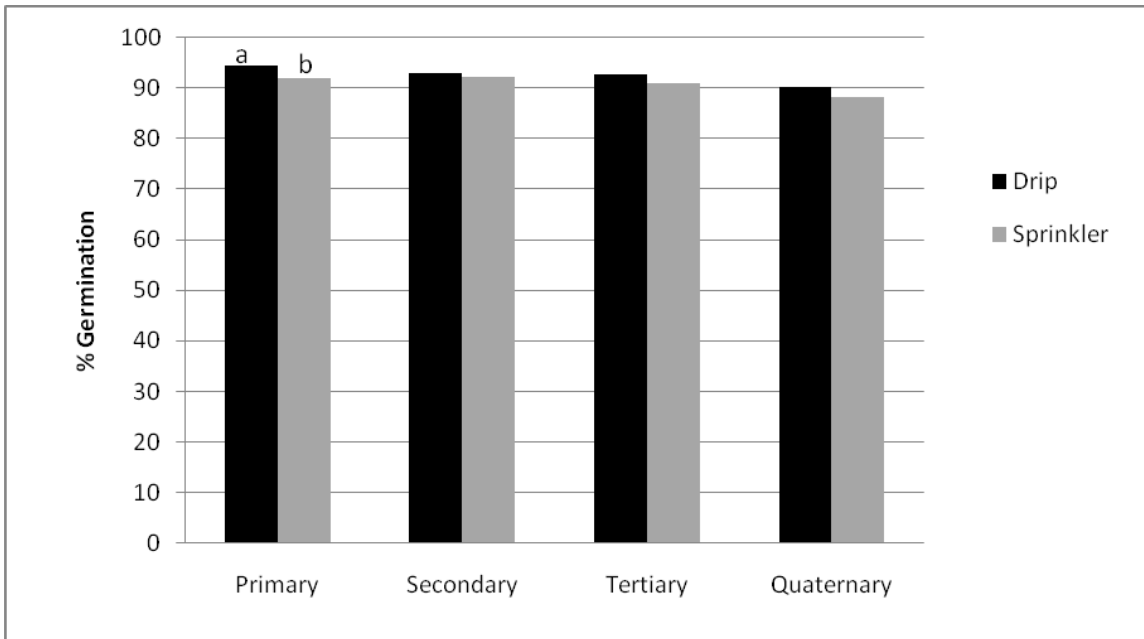 100
90
80
70
60
50
40
30
20
10
0
% Germination
a
b
Primary
Secondary
Tertiary
Quaternary
Drip
Sprinkler